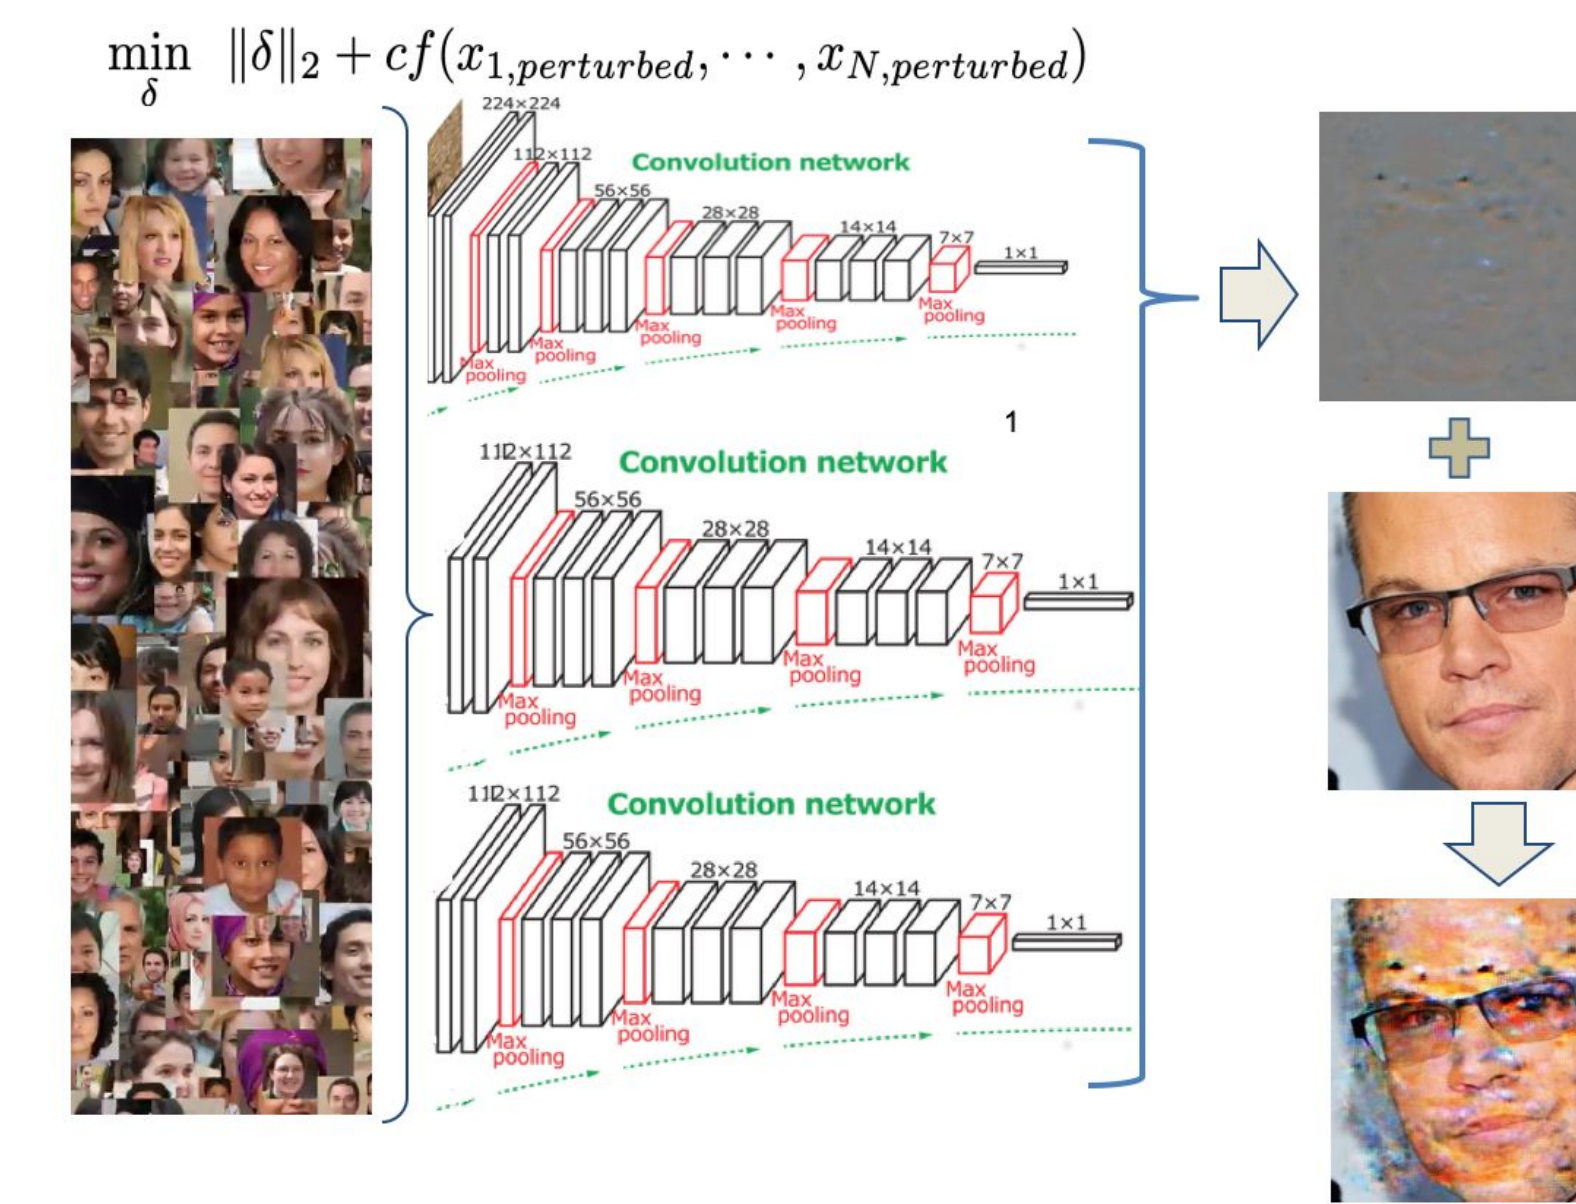 min ‖δ‖₂ + cf(x₁,perturbed, ⋯ , x_N,perturbed)
δ
224×224
112×112
Convolution network
56×56
28×28
14×14
7×7
1×1
Max
pooling
Max
pooling
Max
pooling
Max
pooling
Max
pooling
1
112×112
Convolution network
56×56
28×28
14×14
7×7
1×1
Max
pooling
Max
pooling
Max
pooling
Max
pooling
112×112
Convolution network
56×56
28×28
14×14
7×7
1×1
Max
pooling
Max
pooling
Max
pooling
Max
pooling